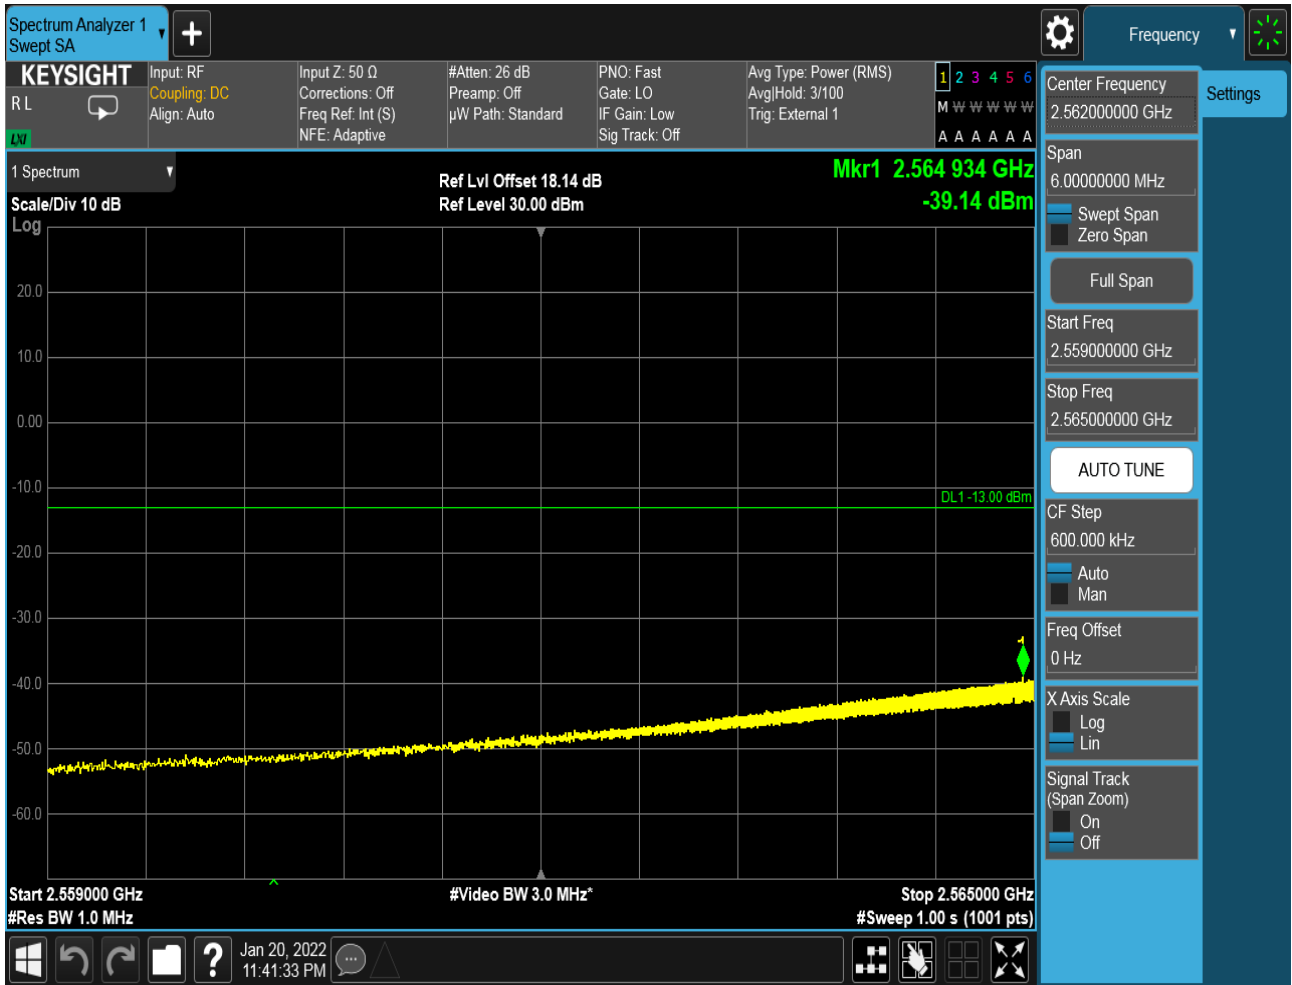 Spectrum Analyzer 1
Swept SA
Frequency
KEYSIGHT
R L
LXI
Input: RF
Coupling: DC
Align: Auto
Input Z: 50 Ω
Corrections: Off
Freq Ref: Int (S)
NFE: Adaptive
#Atten: 26 dB
Preamp: Off
µW Path: Standard
PNO: Fast
Gate: LO
IF Gain: Low
Sig Track: Off
Avg Type: Power (RMS)
Avg|Hold: 3/100
Trig: External 1
1 2 3 4 5 6
M W W W W W
A A A A A A
1 Spectrum
Scale/Div 10 dB
Log
Ref Lvl Offset 18.14 dB
Ref Level 30.00 dBm
Mkr1 2.564 934 GHz
-39.14 dBm
20.0
10.0
0.00
-10.0
-20.0
-30.0
-40.0
-50.0
-60.0
DL1 -13.00 dBm
1
Start 2.559000 GHz
#Res BW 1.0 MHz
#Video BW 3.0 MHz*
Stop 2.565000 GHz
#Sweep 1.00 s (1001 pts)
Jan 20, 2022
11:41:33 PM
Center Frequency
2.562000000 GHz
Settings
Span
6.00000000 MHz
Swept Span
Zero Span
Full Span
Start Freq
2.559000000 GHz
Stop Freq
2.565000000 GHz
AUTO TUNE
CF Step
600.000 kHz
Auto
Man
Freq Offset
0 Hz
X Axis Scale
Log
Lin
Signal Track
(Span Zoom)
On
Off